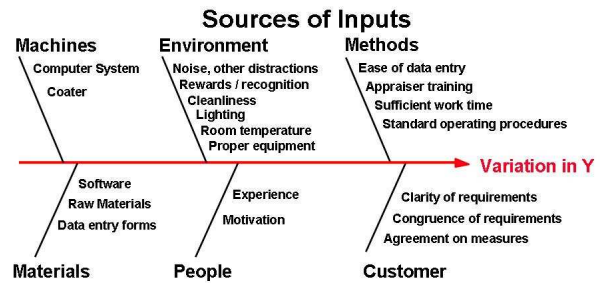 Sources of Inputs
Machines
Environment
Methods
Computer System
Coater
Noise, other distractions
Rewards / recognition
Cleanliness
Lighting
Room temperature
Proper equipment
Ease of data entry
Appraiser training
Sufficient work time
Standard operating procedures
Variation in Y
Software
Raw Materials
Data entry forms
Experience
Motivation
Clarity of requirements
Congruence of requirements
Agreement on measures
Materials
People
Customer